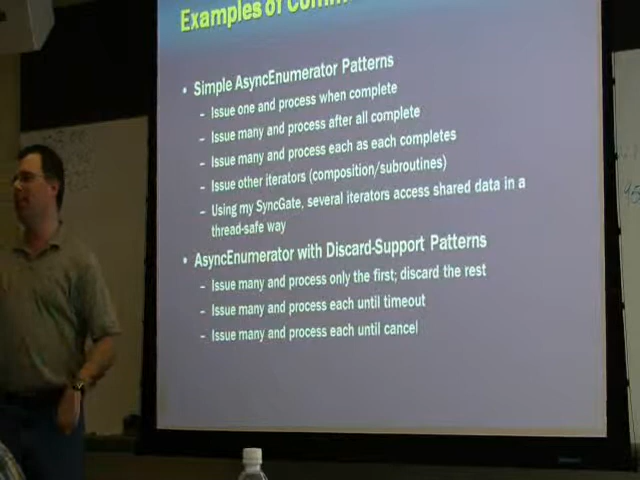 Examples of Comm
• Simple AsyncEnumerator Patterns
– Issue one and process when complete
– Issue many and process after all complete
– Issue many and process each as each completes
– Issue other iterators (composition/subroutines)
– Using my SyncGate, several iterators access shared data in a
thread-safe way
• AsyncEnumerator with Discard-Support Patterns
– Issue many and process only the first; discard the rest
– Issue many and process each until timeout
– Issue many and process each until cancel